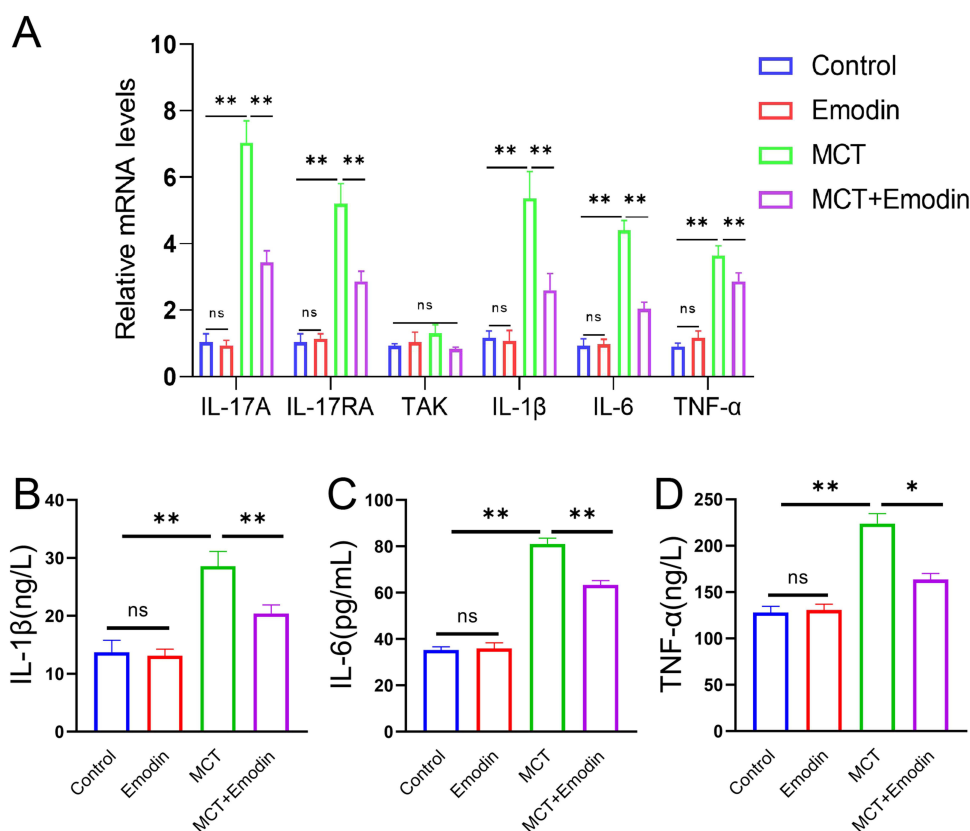 A
Relative mRNA levels
10
8
6
4
2
0
** **
** **
** **
** **
** **
ns
ns
ns
ns
ns
IL-17A IL-17RA TAK IL-1β IL-6 TNF-α
Control
Emodin
MCT
MCT+Emodin
B
IL-1β(ng/L)
40
30
20
10
0
** **
ns
Control Emodin MCT MCT+Emodin
C
IL-6(pg/mL)
100
80
60
40
20
0
** **
ns
Control Emodin MCT MCT+Emodin
D
TNF-α(ng/L)
250
200
150
100
50
0
** *
ns
Control Emodin MCT MCT+Emodin